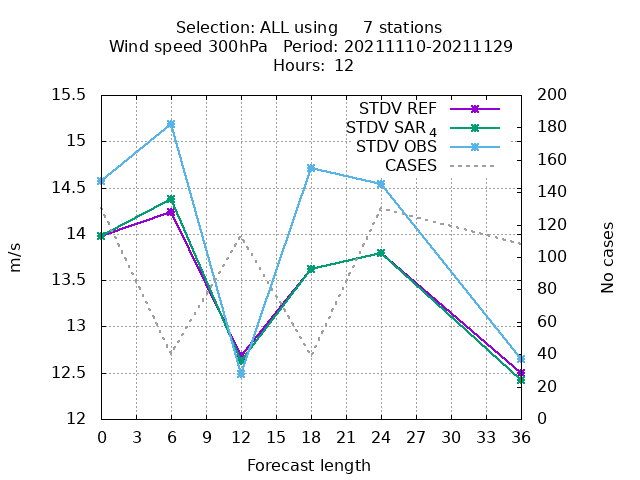 Selection: ALL using     7 stations
Wind speed 300hPa   Period: 20211110-20211129
Hours:  12
15.5
15
14.5
14
13.5
13
12.5
12
200
180
160
140
120
100
80
60
40
20
0
STDV REF
STDV SAR 4
STDV OBS
CASES
m/s
No cases
0 3 6 9 12 15 18 21 24 27 30 33 36
Forecast length